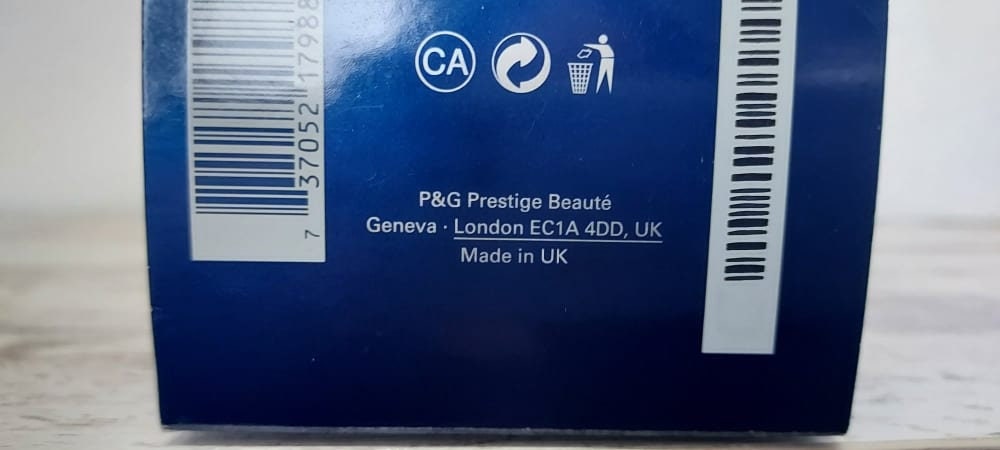 CA
P&G Prestige Beauté
Geneva · London EC1A 4DD, UK
Made in UK
7 37052 17988